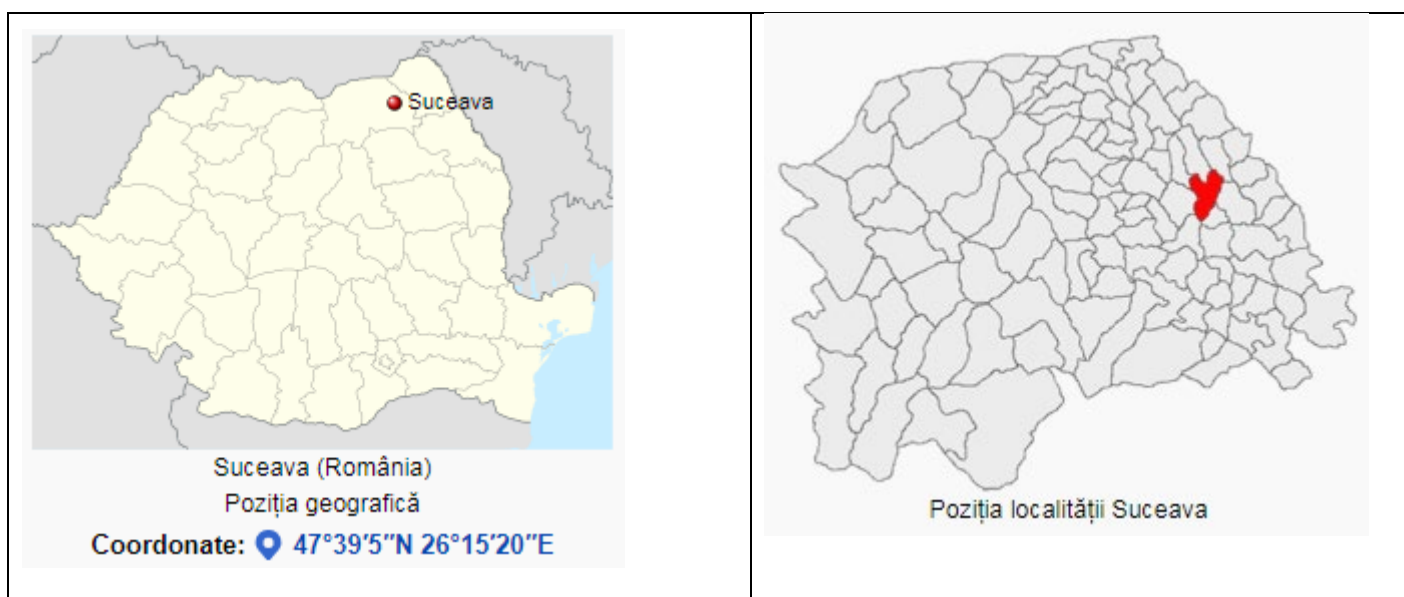 Suceava
Suceava (România)
Poziția geografică
Coordonate: 47°39′5″N 26°15′20″E
Poziția localității Suceava